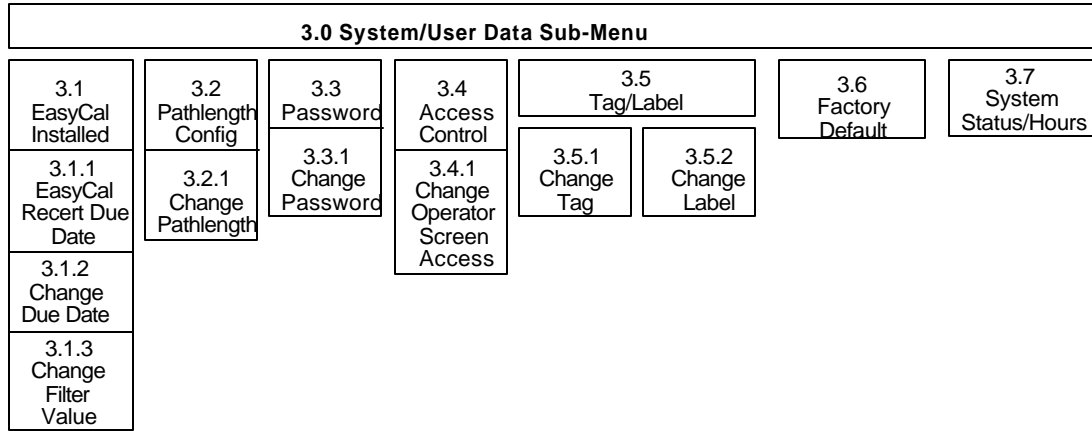 3.0 System/User Data Sub-Menu
3.1
EasyCal
Installed
3.1.1
EasyCal
Recert Due
Date
3.1.2
Change
Due Date
3.1.3
Change
Filter
Value
3.2
Pathlength
Config
3.2.1
Change
Pathlength
3.3
Password
3.3.1
Change
Password
3.4
Access
Control
3.4.1
Change
Operator
Screen
Access
3.5
Tag/Label
3.5.1
Change
Tag
3.5.2
Change
Label
3.6
Factory
Default
3.7
System
Status/Hours